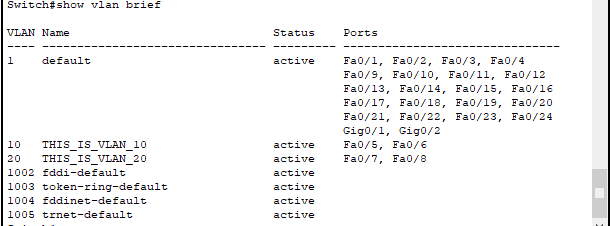 Switch#show vlan brief
VLAN Name Status Ports
---- -------------------------------- --------- -------------------------------
1 default active Fa0/1, Fa0/2, Fa0/3, Fa0/4
Fa0/9, Fa0/10, Fa0/11, Fa0/12
Fa0/13, Fa0/14, Fa0/15, Fa0/16
Fa0/17, Fa0/18, Fa0/19, Fa0/20
Fa0/21, Fa0/22, Fa0/23, Fa0/24
Gig0/1, Gig0/2
10 THIS_IS_VLAN_10 active Fa0/5, Fa0/6
20 THIS_IS_VLAN_20 active Fa0/7, Fa0/8
1002 fddi-default active
1003 token-ring-default active
1004 fddinet-default active
1005 trnet-default active